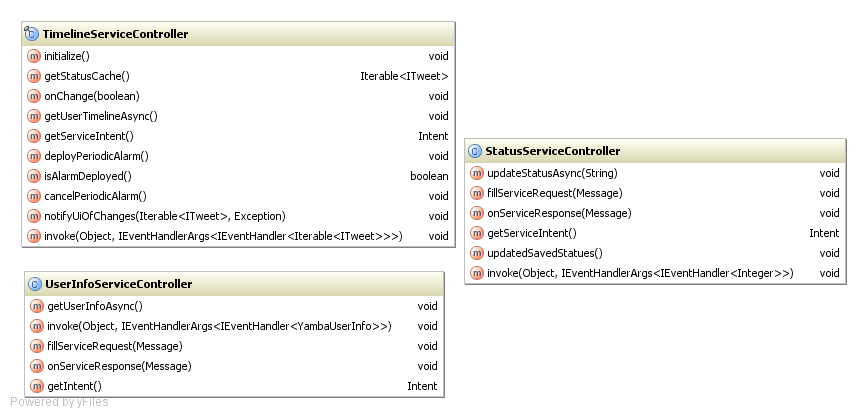 TimelineServiceController
initialize() void
getStatusCache() Iterable<ITweet>
onChange(boolean) void
getUserTimelineAsync() void
getServiceIntent() Intent
deployPeriodicAlarm() void
isAlarmDeployed() boolean
cancelPeriodicAlarm() void
notifyUiOfChanges(Iterable<ITweet>, Exception) void
invoke(Object, IEventHandlerArgs<IEventHandler<Iterable<ITweet>>>) void
StatusServiceController
updateStatusAsync(String) void
fillServiceRequest(Message) void
onServiceResponse(Message) void
getServiceIntent() Intent
updatedSavedStatues() void
invoke(Object, IEventHandlerArgs<IEventHandler<Integer>>) void
UserInfoServiceController
getUserInfoAsync() void
invoke(Object, IEventHandlerArgs<IEventHandler<YambaUserInfo>>) void
fillServiceRequest(Message) void
onServiceResponse(Message) void
getIntent() Intent
Powered by yFiles